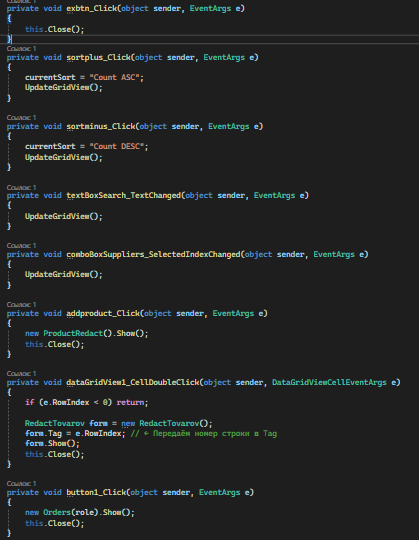 Ссылок: 1
private void exbtn_Click(object sender, EventArgs e)
{
this.Close();
}
Ссылок: 1
private void sortplus_Click(object sender, EventArgs e)
{
currentSort = "Count ASC";
UpdateGridView();
}
Ссылок: 1
private void sortminus_Click(object sender, EventArgs e)
{
currentSort = "Count DESC";
UpdateGridView();
}
Ссылок: 1
private void textBoxSearch_TextChanged(object sender, EventArgs e)
{
UpdateGridView();
}
Ссылок: 1
private void comboBoxSuppliers_SelectedIndexChanged(object sender, EventArgs e)
{
UpdateGridView();
}
Ссылок: 1
private void addproduct_Click(object sender, EventArgs e)
{
new ProductRedact().Show();
this.Close();
}
Ссылок: 1
private void dataGridView1_CellDoubleClick(object sender, DataGridViewCellEventArgs e)
{
if (e.RowIndex < 0) return;
RedactTovarov form = new RedactTovarov();
form.Tag = e.RowIndex; // ← Передаём номер строки в Tag
form.Show();
this.Close();
}
Ссылок: 1
private void button1_Click(object sender, EventArgs e)
{
new Orders(role).Show();
this.Close();
}